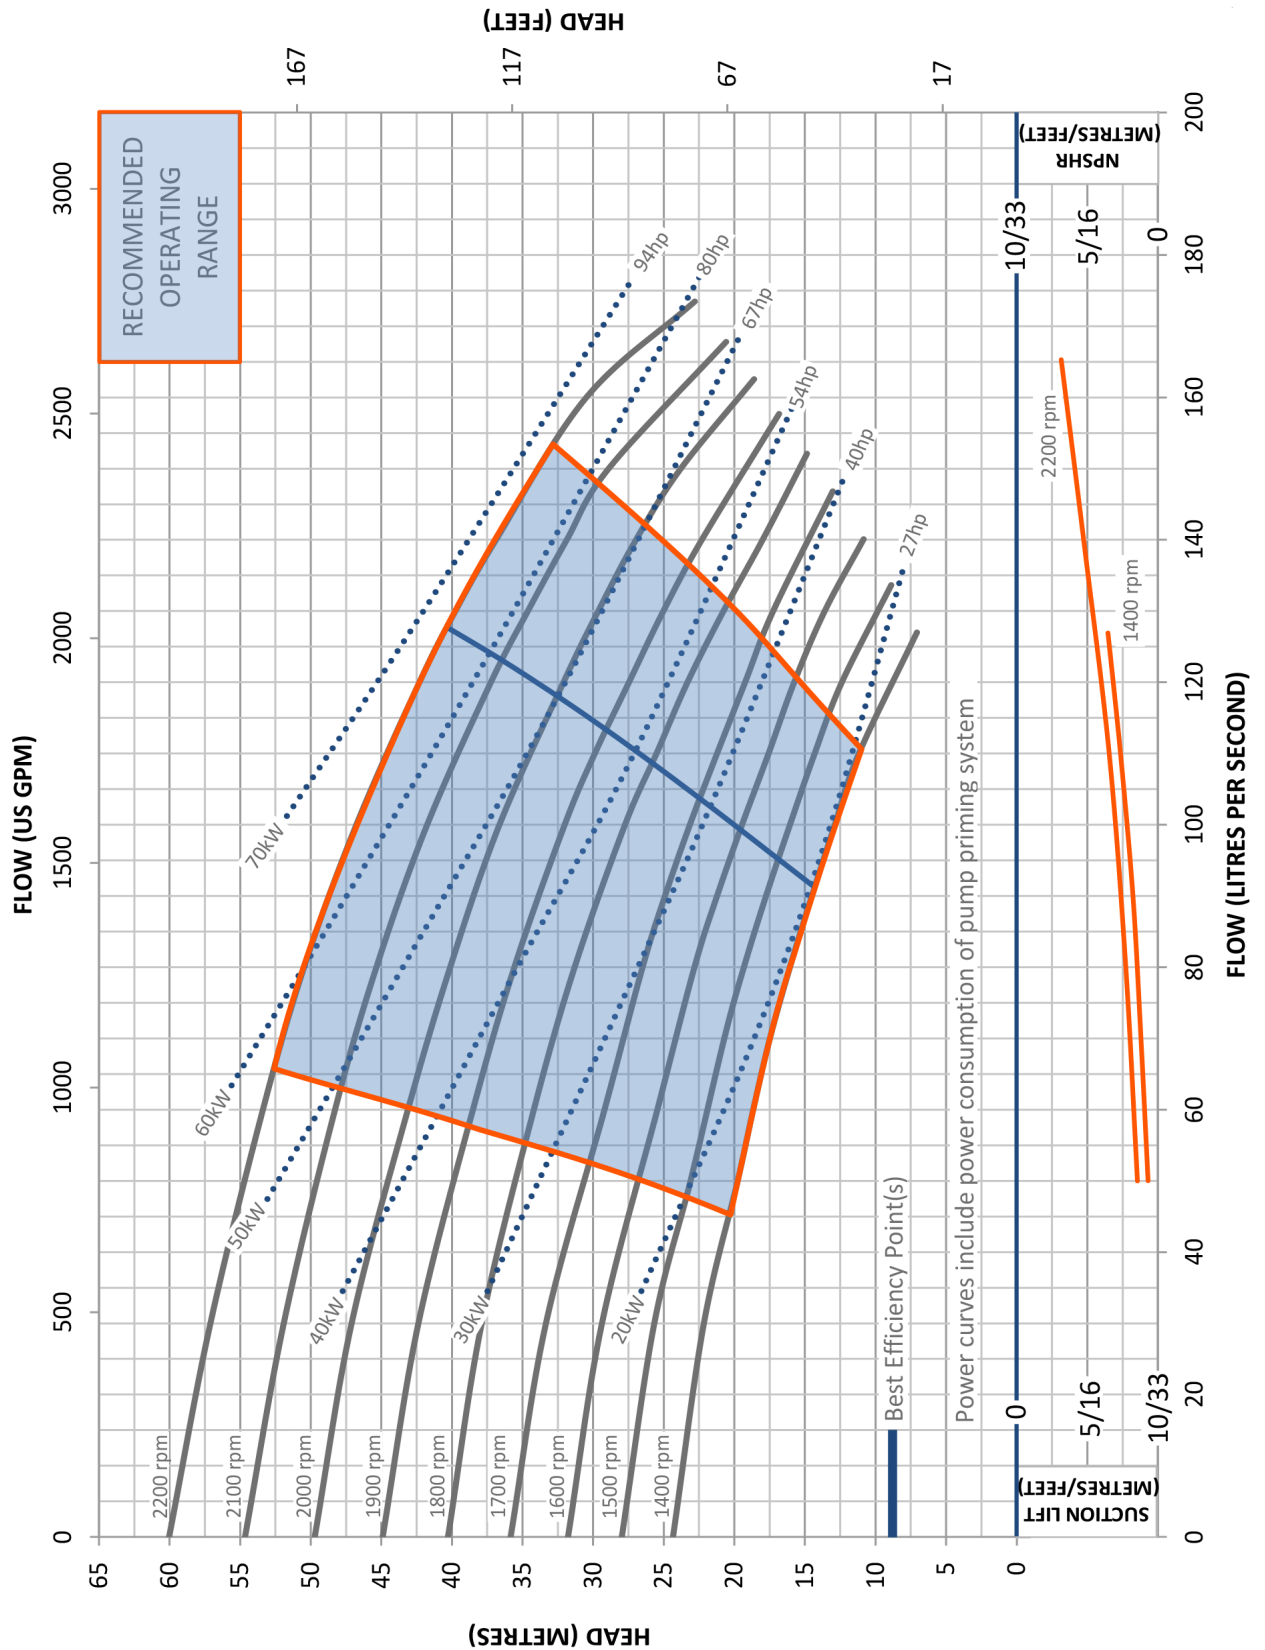 FLOW (US GPM)
0
500
1000
1500
2000
2500
3000
HEAD (METRES)
65
60
55
50
45
40
35
30
25
20
15
10
5
0
HEAD (FEET)
167
117
67
17
RECOMMENDED
OPERATING
RANGE
2200 rpm
2100 rpm
2000 rpm
1900 rpm
1800 rpm
1700 rpm
1600 rpm
1500 rpm
1400 rpm
70kW
60kW
50kW
40kW
30kW
20kW
94hp
80hp
67hp
54hp
40hp
27hp
Best Efficiency Point(s)
Power curves include power consumption of pump priming system
SUCTION LIFT
(METRES/FEET)
0
5/16
10/33
NPSHR
(METRES/FEET)
10/33
5/16
0
2200 rpm
1400 rpm
0
20
40
60
80
100
120
140
160
180
200
FLOW (LITRES PER SECOND)